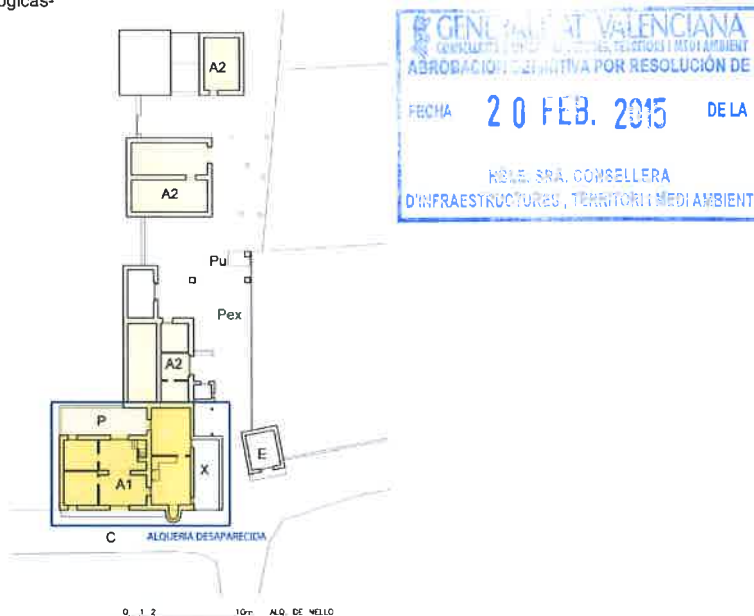 ógicas-
GENERALITAT VALENCIANA
APROBACION DEFINITIVA POR RESOLUCIÓN DE
FECHA 20 FEB. 2015 DE LA
HBLE. SRA. CONSELLERA
D'INFRAESTRUCTURES, TERRITORI I MEDI AMBIENT
A2
A2
Pu
Pex
A2
P
E
X
A1
C ALQUERIA DESAPARECIDA
0 1 2 10m ALQ. DE MELLO